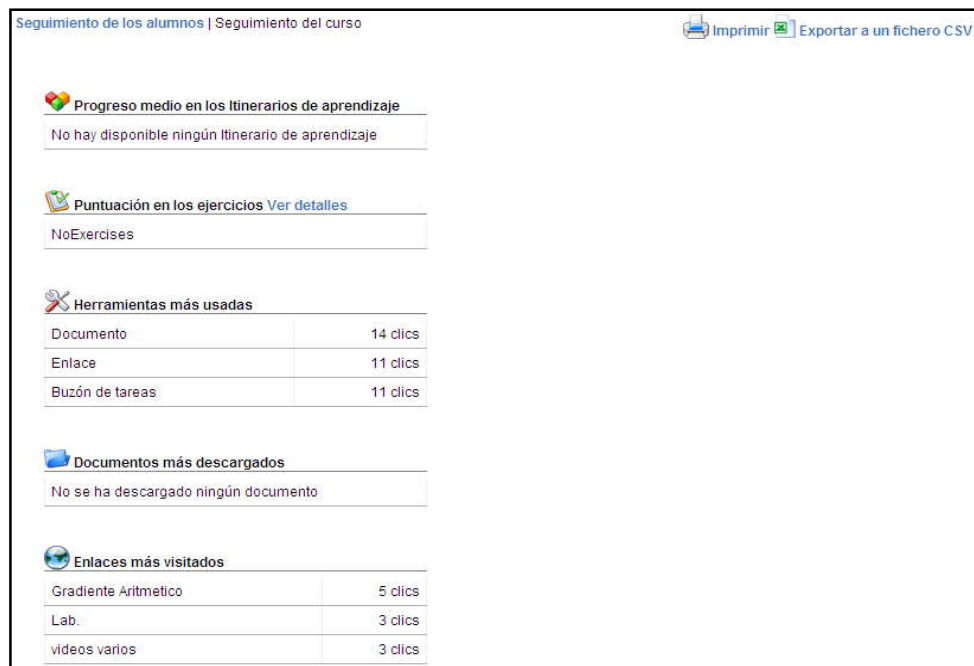 Seguimiento de los alumnos | Seguimiento del curso Imprimir Exportar a un fichero CSV
Progreso medio en los Itinerarios de aprendizaje
No hay disponible ningún Itinerario de aprendizaje
Puntuación en los ejercicios Ver detalles
NoExercises
Herramientas más usadas
Documento 14 clics
Enlace 11 clics
Buzón de tareas 11 clics
Documentos más descargados
No se ha descargado ningún documento
Enlaces más visitados
Gradiente Aritmetico 5 clics
Lab. 3 clics
videos varios 3 clics